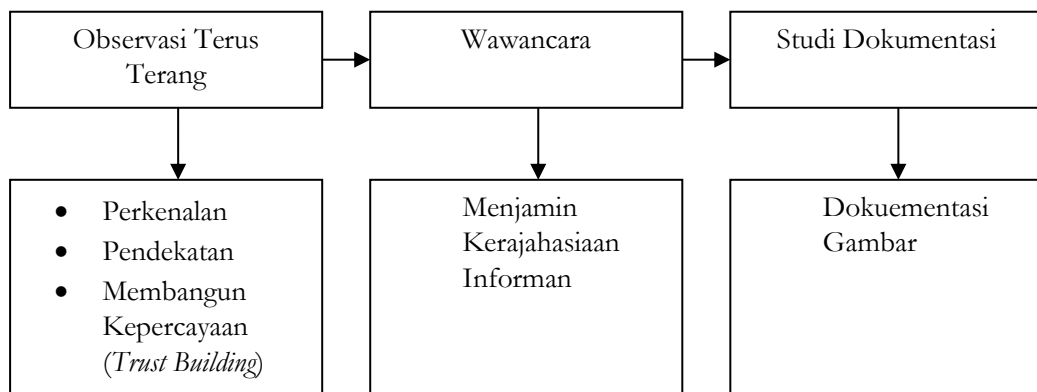 Observasi Terus
Terang
Wawancara
Studi Dokumentasi
• Perkenalan
• Pendekatan
• Membangun
Kepercayaan
(Trust Building)
Menjamin
Kerajahasiaan
Informan
Dokuementasi
Gambar